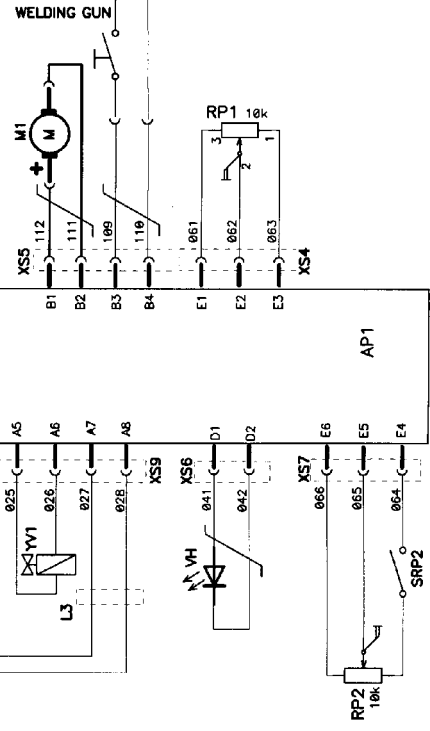 WELDING GUN
M1
M
+
RP1 10k
3
2
1
112
111
109
110
061
062
063
XS5
XS4
B1
B2
B3
B4
E1
E2
E3
AP1
A5
A6
A7
A8
D1
D2
E6
E5
E4
XS9
XS6
XS7
025
026
027
028
041
042
066
065
064
YV1
VH
SRP2
L3
RP2
10k